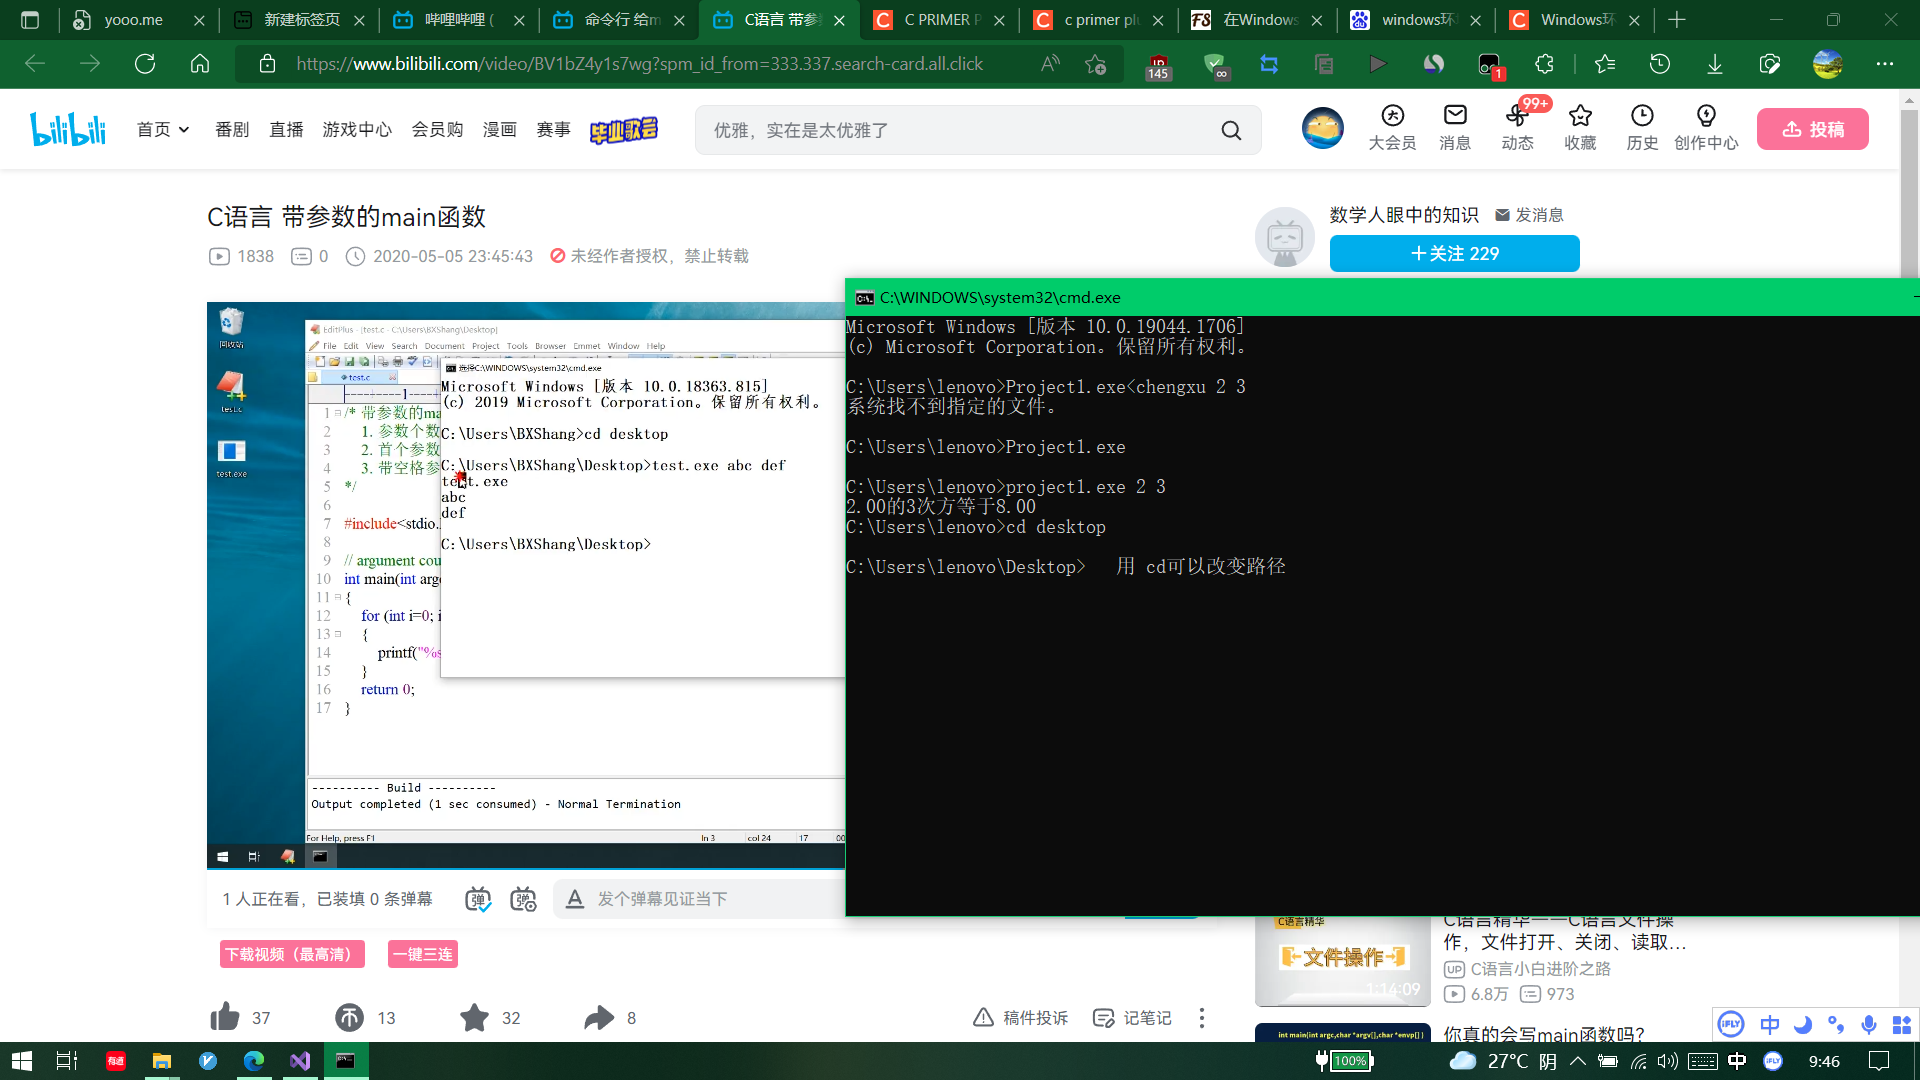 yooo.me
新建标签页
哔哩哔哩 (
命令行 给m
C语言 带参
C PRIMER P
c primer plu
在Windows
windows环
Windows环
https://www.bilibili.com/video/BV1bZ4y1s7wg?spm_id_from=333.337.search-card.all.click
145
1
bilibili
首页
番剧
直播
游戏中心
会员购
漫画
赛事
毕业歌会
优雅，实在是太优雅了
大会员
消息
99+
动态
收藏
历史
创作中心
投稿
C语言 带参数的main函数
1838
0
2020-05-05 23:45:43
未经作者授权，禁止转载
数学人眼中的知识
发消息
+关注 229
回收站
test.c
test.exe
EditPlus - [test.c - C:\Users\BXShang\Desktop]
File Edit View Search Document Project Tools Browser Emmet Window Help
test.c
1 /* 带参数的ma
2 1. 参数个数
3 2. 首个参数
4 3. 带空格参
5 */
6
7 #include<stdio.
8
9 // argument cou
10 int main(int arg
11 {
12 for (int i=0; i
13 {
14 printf("%s
15 }
16 return 0;
17 }
选择C:\WINDOWS\system32\cmd.exe
Microsoft Windows [版本 10.0.18363.815]
(c) 2019 Microsoft Corporation。保留所有权利。
C:\Users\BXShang>cd desktop
C:\Users\BXShang\Desktop>test.exe abc def
test.exe
abc
def
C:\Users\BXShang\Desktop>
---------- Build ----------
Output completed (1 sec consumed) - Normal Termination
For Help, press F1
ln 3
col 24
17
00
C:\WINDOWS\system32\cmd.exe
Microsoft Windows [版本 10.0.19044.1706]
(c) Microsoft Corporation。保留所有权利。
C:\Users\lenovo>Project1.exe<chengxu 2 3
系统找不到指定的文件。
C:\Users\lenovo>Project1.exe
C:\Users\lenovo>project1.exe 2 3
2.00的3次方等于8.00
C:\Users\lenovo>cd desktop
C:\Users\lenovo\Desktop> 用 cd可以改变路径
1 人正在看，已装填 0 条弹幕
弹
弹
发个弹幕见证当下
下载视频（最高清）
一键三连
37
13
32
8
稿件投诉
记笔记
C语言精华
文件操作
1:14:09
C语言精华——C语言文件操
作，文件打开、关闭、读取...
UP C语言小白进阶之路
6.8万
973
int main(int argc,char *argv[],char *envp[])
你真的会写main函数吗？
iFLY
中
有道
100%
27°C 阴
中
iFLY
9:46